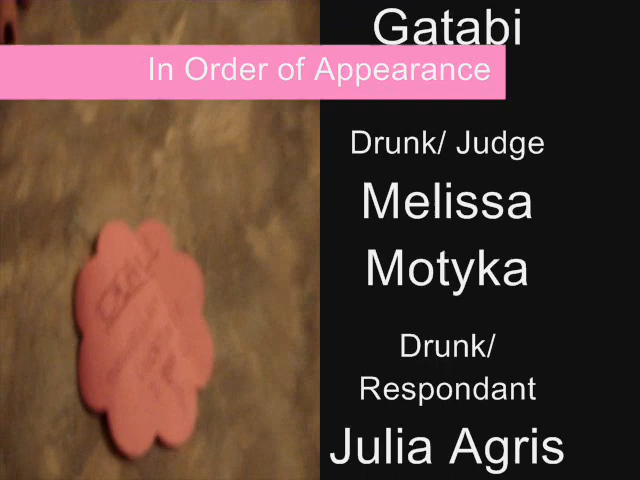 Gatabi
In Order of Appearance
Drunk/ Judge
Melissa
Motyka
Drunk/
Respondant
Julia Agris